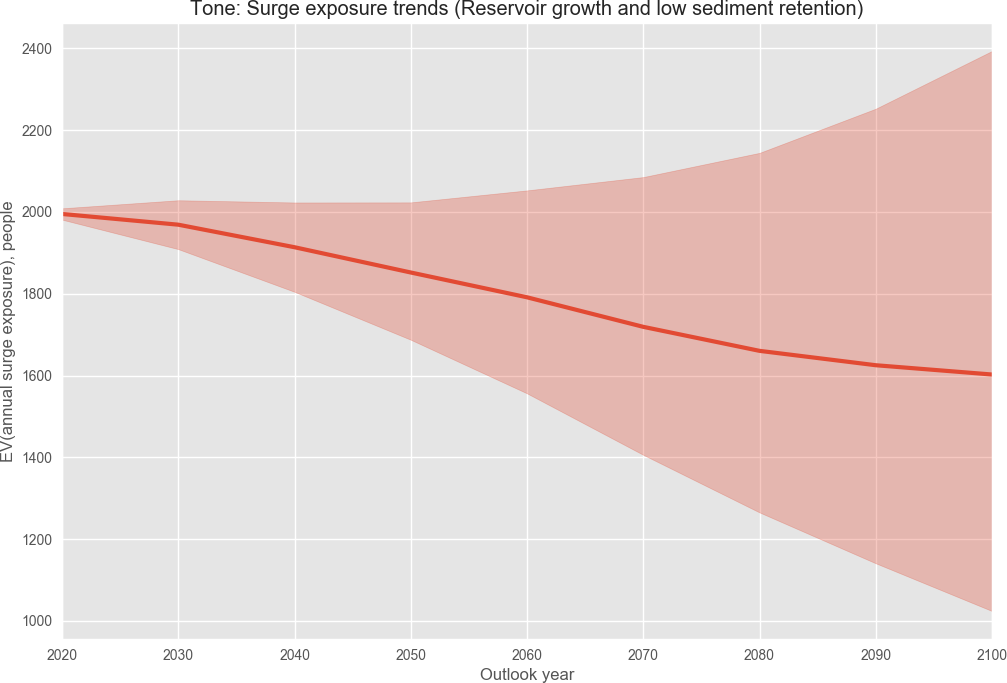 Tone: Surge exposure trends (Reservoir growth and low sediment retention)
EV(annual surge exposure), people
2400
2200
2000
1800
1600
1400
1200
1000
2020 2030 2040 2050 2060 2070 2080 2090 2100
Outlook year